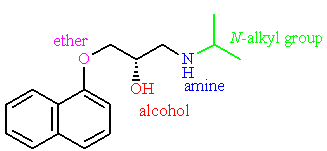 ether
N-alkyl group
O
N
H
OH
amine
alcohol